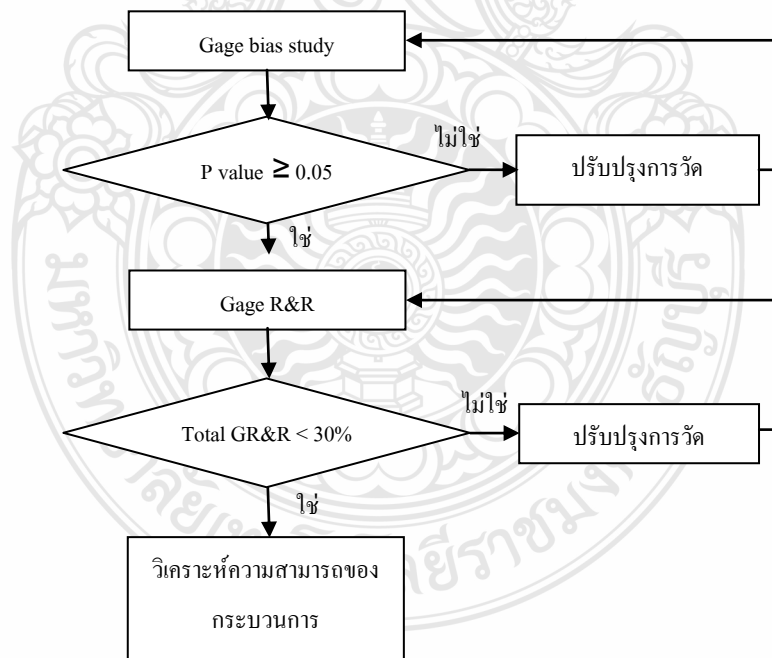 Gage bias study
P value ≥ 0.05
ไม่ใช่
ปรับปรุงการวัด
ใช่
Gage R&R
Total GR&R < 30%
ไม่ใช่
ปรับปรุงการวัด
ใช่
วิเคราะห์ความสามารถของ
กระบวนการ